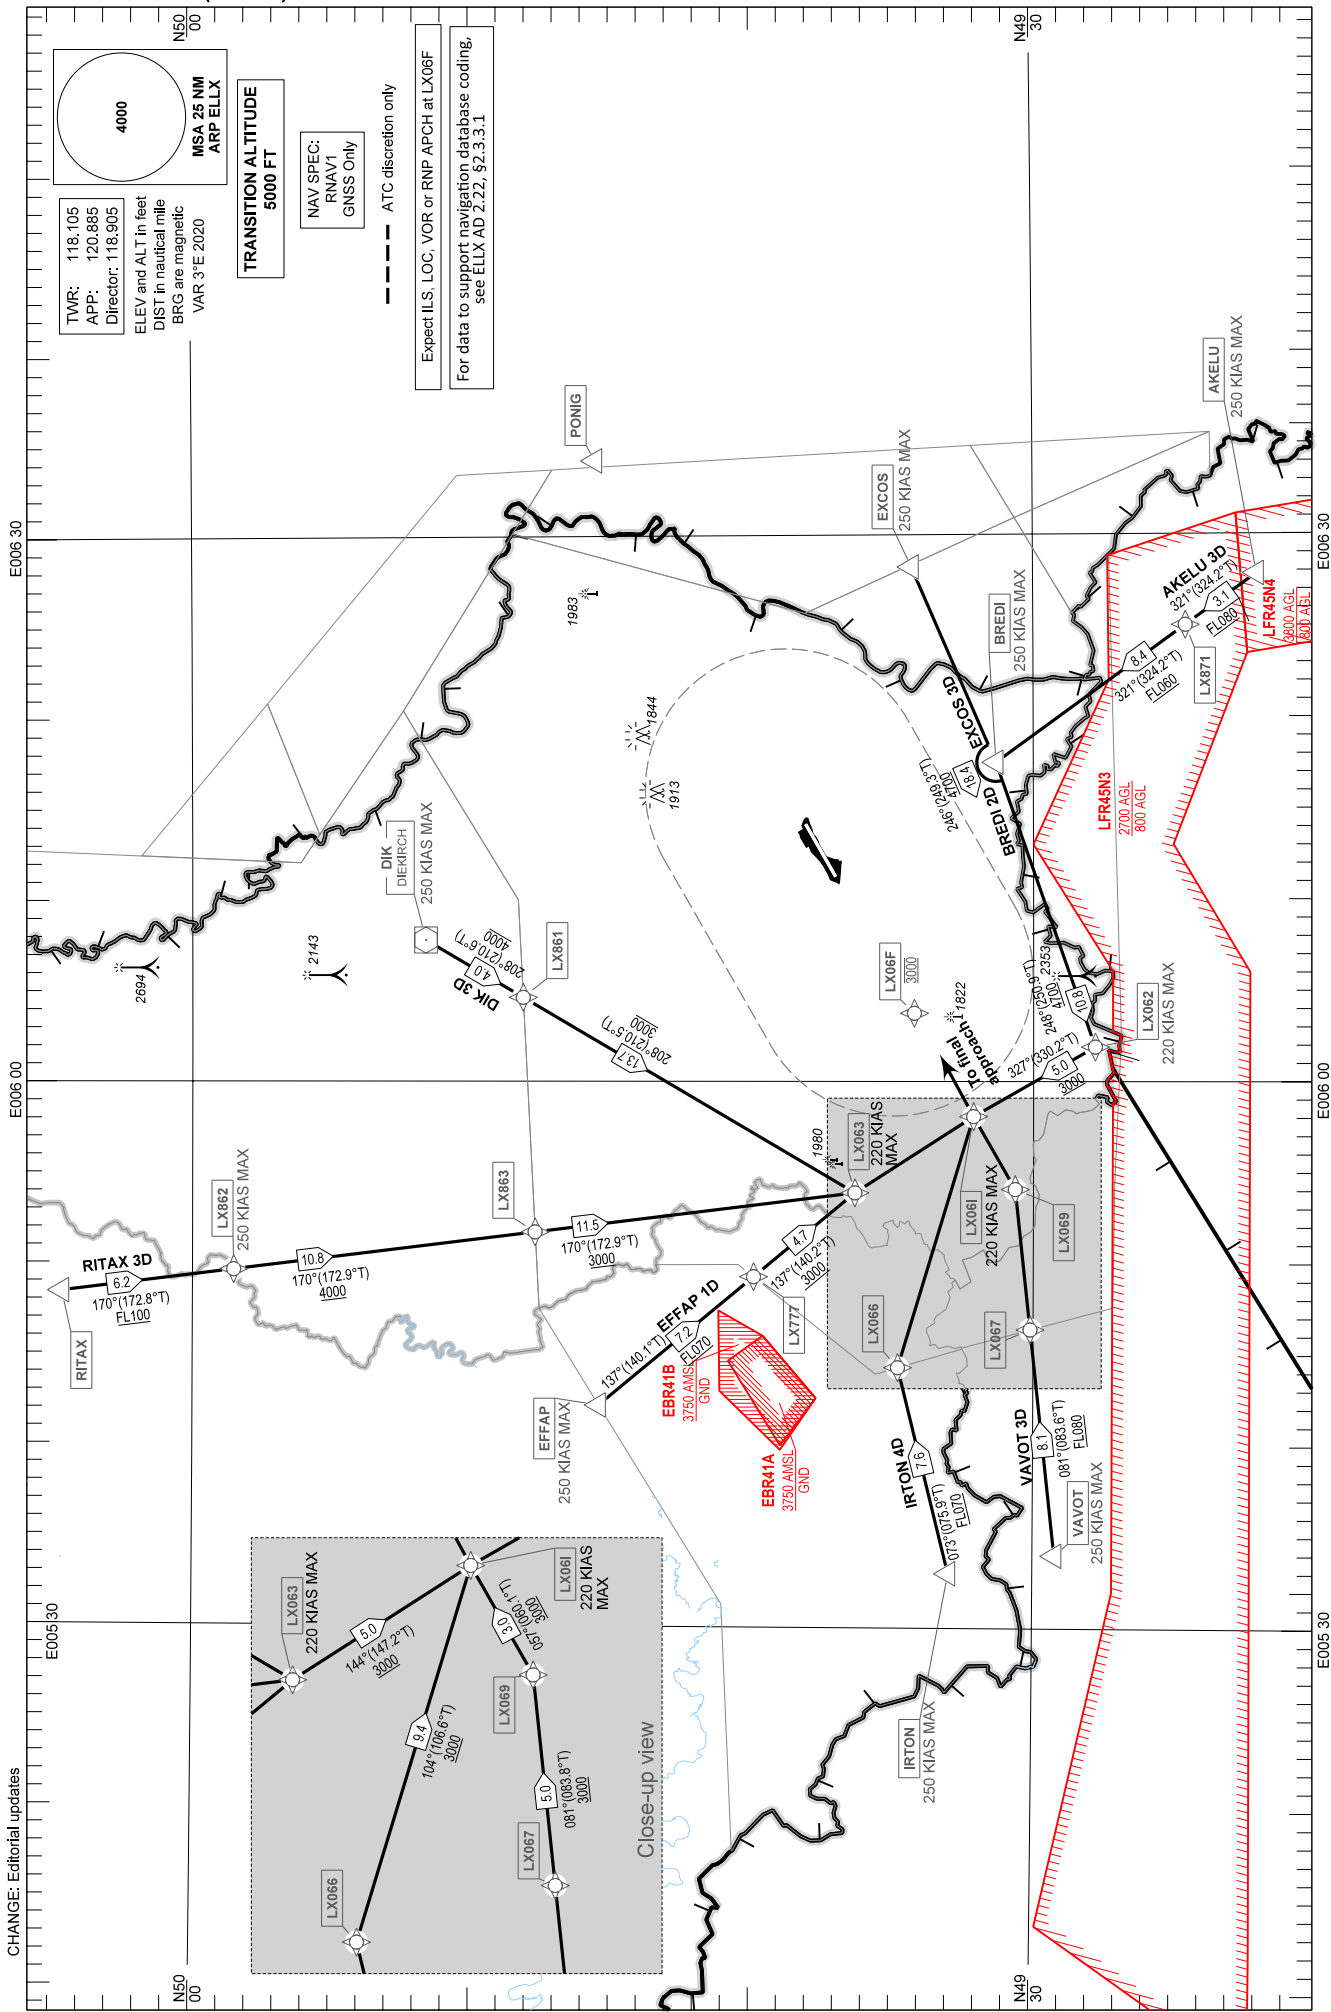 CHANGE: Editorial updates
E005 30
E006 00
E006 30
N50
00
N49
30
4000
MSA 25 NM
ARP ELLX
TWR: 118.105
APP: 120.885
Director: 118.905
ELEV and ALT in feet
DIST in nautical mile
BRG are magnetic
VAR 3°E 2020
TRANSITION ALTITUDE
5000 FT
NAV SPEC:
RNAV1
GNSS Only
ATC discretion only
Expect ILS, LOC, VOR or RNP APCH at LX06F
For data to support navigation database coding,
see ELLX AD 2.22, §2.3.3.1
PONIG
EXCOS
250 KIAS MAX
BREDI
250 KIAS MAX
AKELU
250 KIAS MAX
AKELU 3D
321°(324.2°T)
3.1
FL080
LX871
8.4
321°(324.2°T)
FL060
LFR45N4
3800 AGL
800 AGL
LFR45N3
2700 AGL
800 AGL
EXCOS 3D
18.4
246°(249.3°T)
4700
BREDI 2D
10.8
248°(250.9°T)
4700
2353
LX062
220 KIAS MAX
327°(330.2°T)
5.0
3000
To final
approach
LX06F
3000
1822
1983
1844
1913
2143
2694
DIK
DIEKIRCH
250 KIAS MAX
DIK 3D
4.0
208°(210.6°T)
4000
LX861
13.7
208°(210.5°T)
3000
1980
LX063
220 KIAS
MAX
LX06I
220 KIAS MAX
LX069
LX066
LX067
RITAX
RITAX 3D
6.2
170°(172.8°T)
FL100
LX862
250 KIAS MAX
10.8
170°(172.9°T)
4000
LX863
11.5
170°(172.9°T)
3000
EFFAP
250 KIAS MAX
EFFAP 1D
137°(140.1°T)
7.2
FL070
LX777
4.7
137°(140.2°T)
3000
EBR41B
3750 AMSL
GND
EBR41A
3750 AMSL
GND
IRTON
250 KIAS MAX
IRTON 4D
7.6
073°(075.9°T)
FL070
VAVOT
250 KIAS MAX
VAVOT 3D
8.1
081°(083.6°T)
FL080
LX063
220 KIAS MAX
5.0
144°(147.2°T)
3000
LX06I
220 KIAS
MAX
3.0
057°(060.1°T)
3000
LX069
9.4
104°(106.6°T)
3000
LX066
5.0
081°(083.8°T)
3000
LX067
Close-up view
N50
00
N49
30
E005 30
E006 00
E006 30